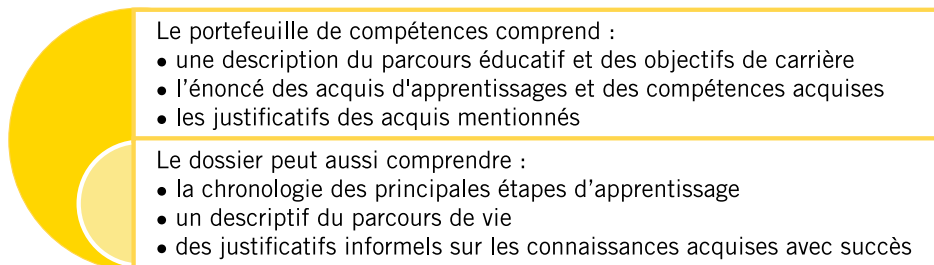 Le portefeuille de compétences comprend :
• une description du parcours éducatif et des objectifs de carrière
• l’énoncé des acquis d'apprentissages et des compétences acquises
• les justificatifs des acquis mentionnés
Le dossier peut aussi comprendre :
• la chronologie des principales étapes d’apprentissage
• un descriptif du parcours de vie
• des justificatifs informels sur les connaissances acquises avec succès